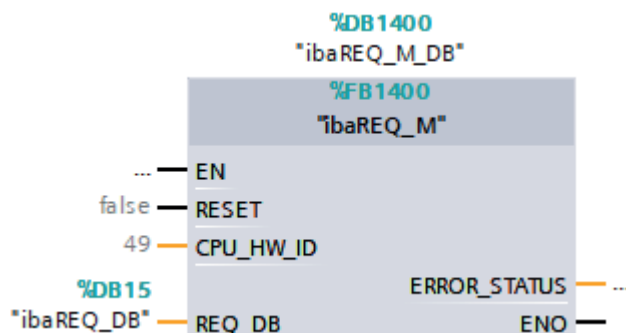 %DB1400
"ibaREQ_M_DB"
%FB1400
"ibaREQ_M"
... EN
false RESET
49 CPU_HW_ID
ERROR_STATUS ...
%DB15
"ibaREQ_DB" REQ_DB ENO